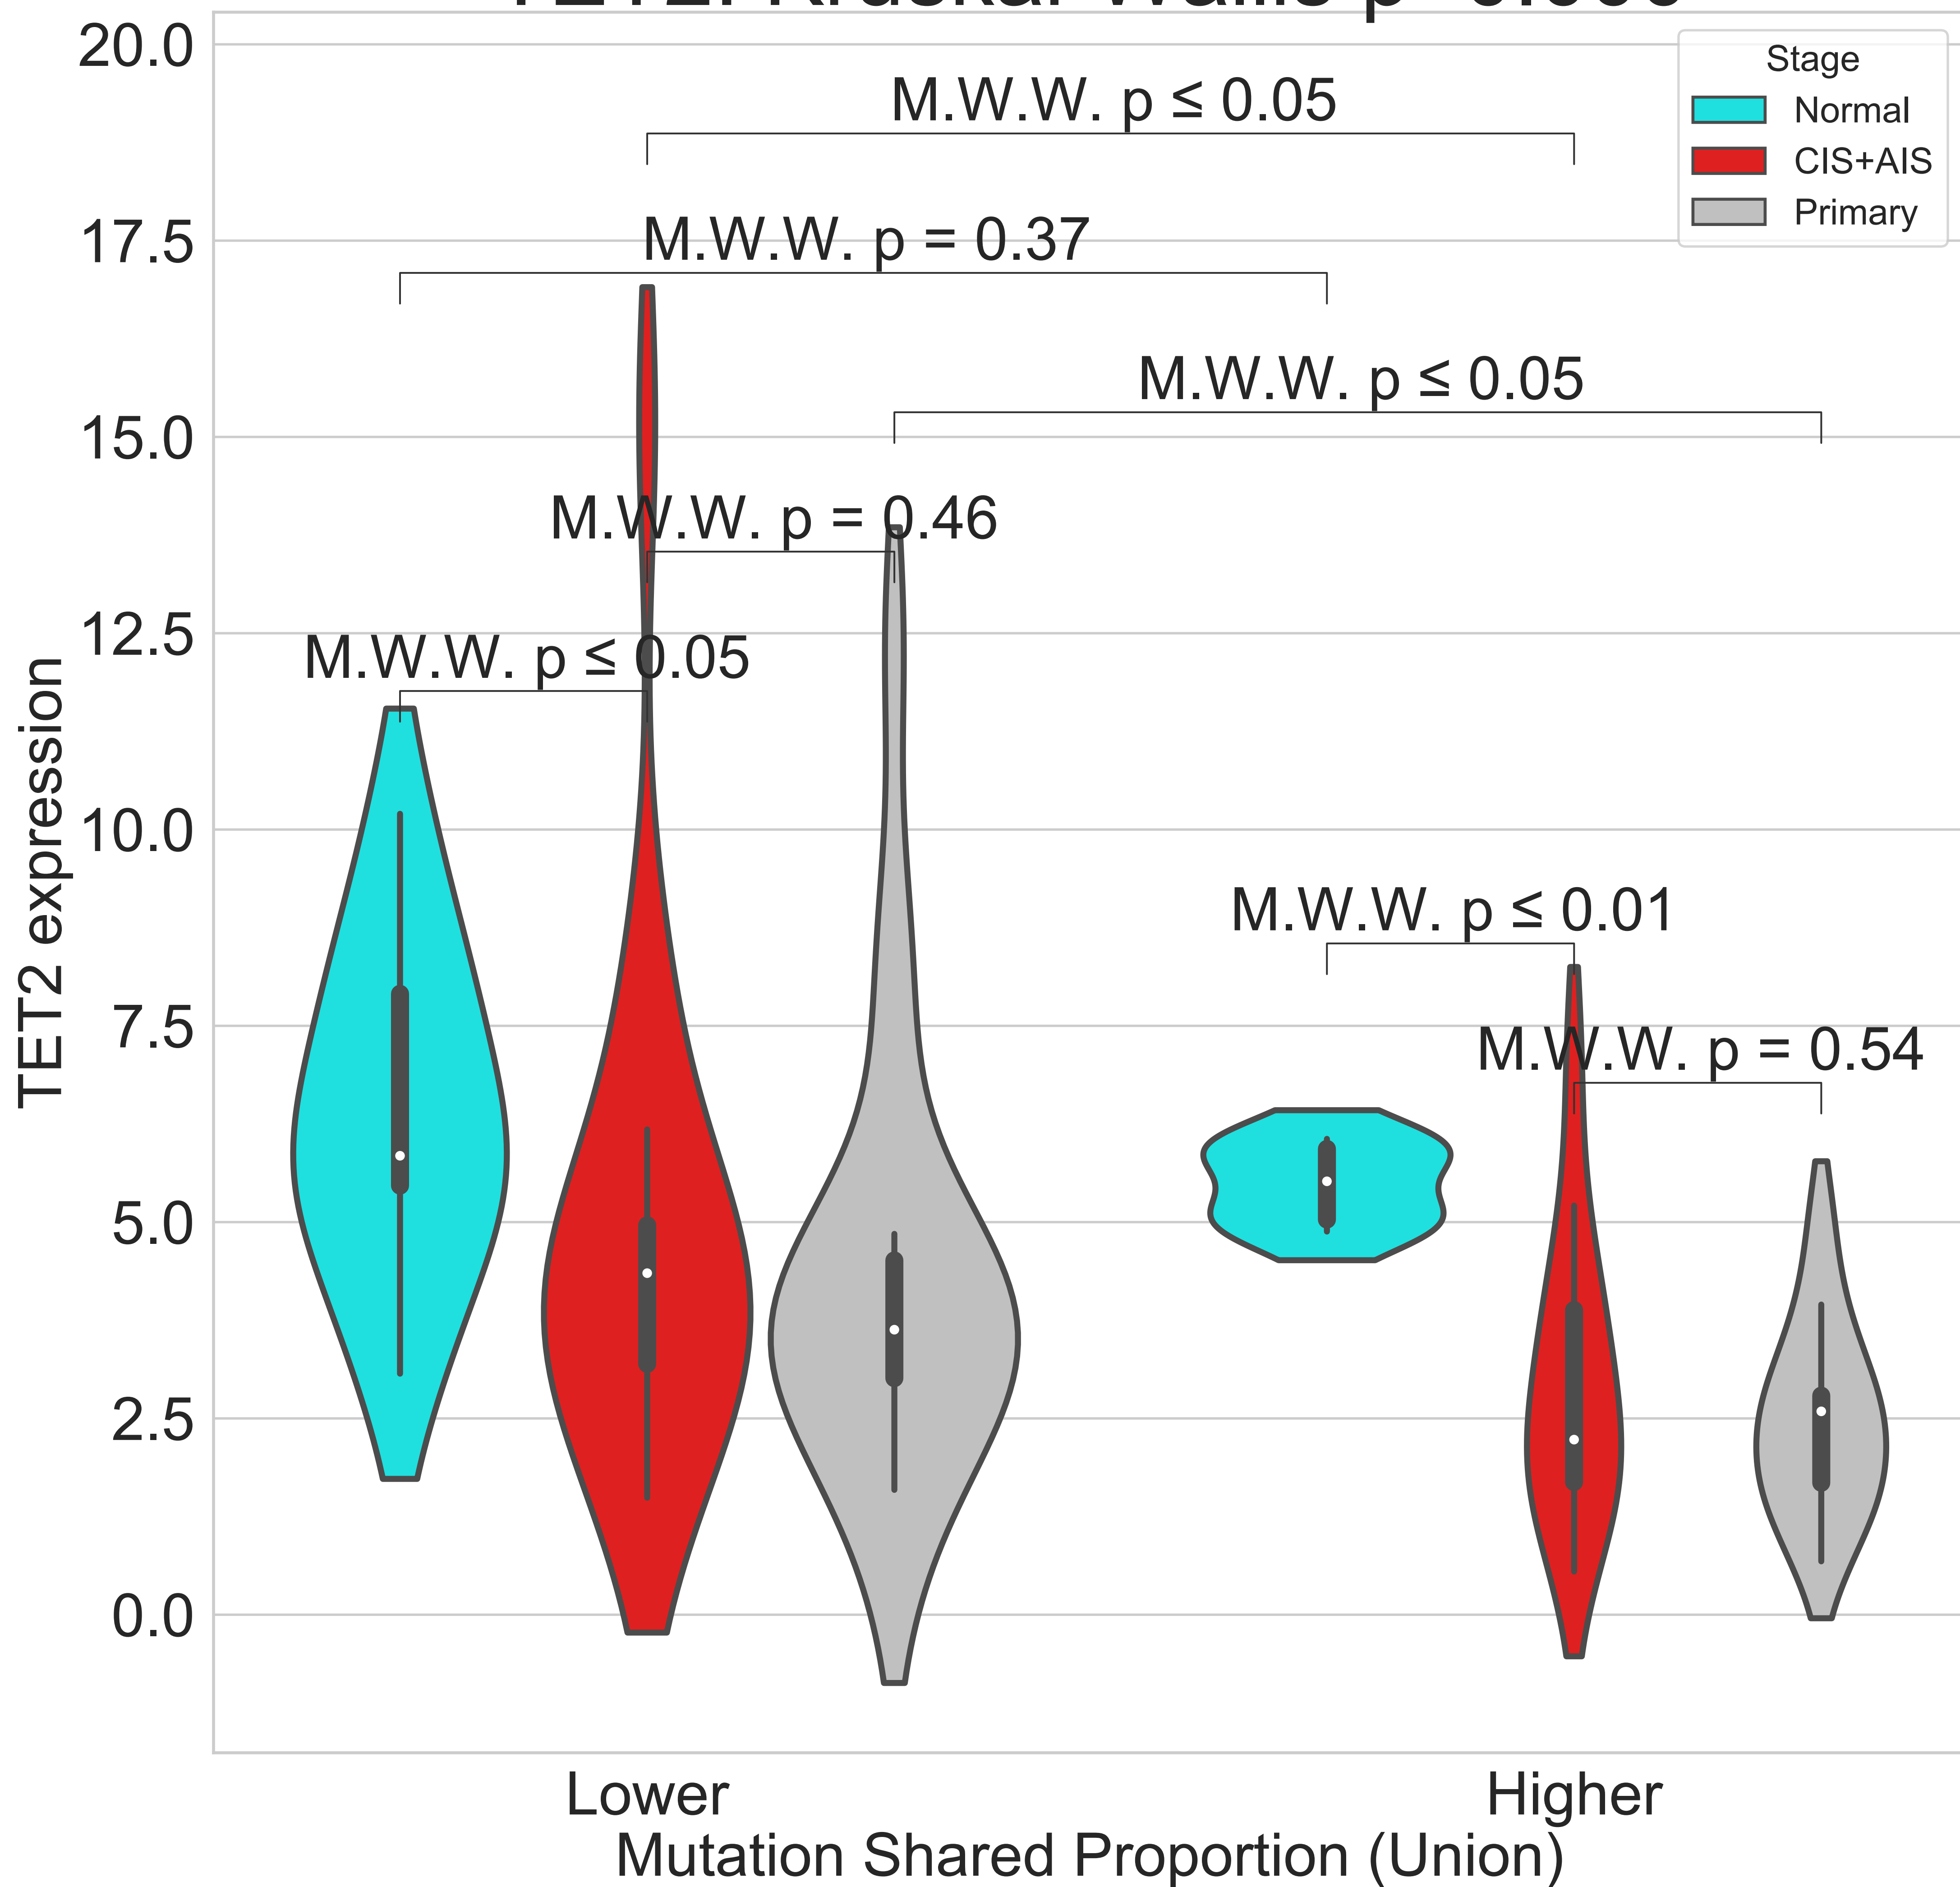 20.0
17.5
15.0
12.5
10.0
7.5
5.0
2.5
0.0
TET2 expression
Stage
Normal
CIS+AIS
Primary
M.W.W. p ≤ 0.05
M.W.W. p = 0.37
M.W.W. p ≤ 0.05
M.W.W. p = 0.46
M.W.W. p ≤ 0.05
M.W.W. p ≤ 0.01
M.W.W. p = 0.54
Lower
Higher
Mutation Shared Proportion (Union)